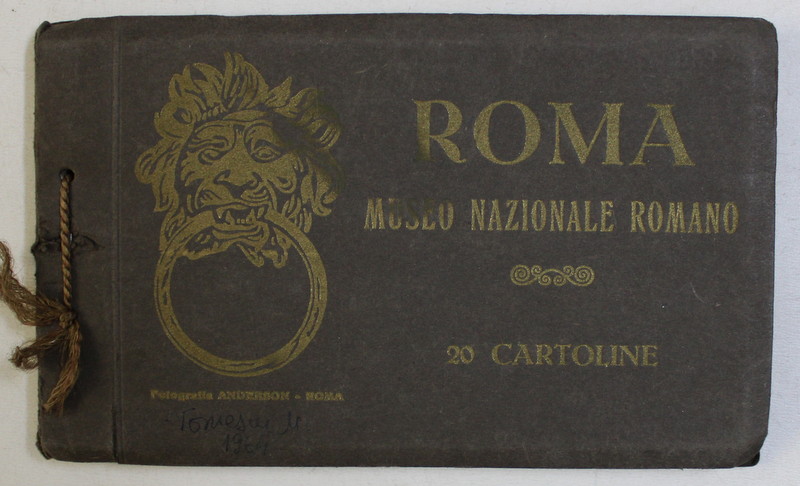 ROMA
MUSEO NAZIONALE ROMANO
20 CARTOLINE
Fotografia ANDERSON - ROMA